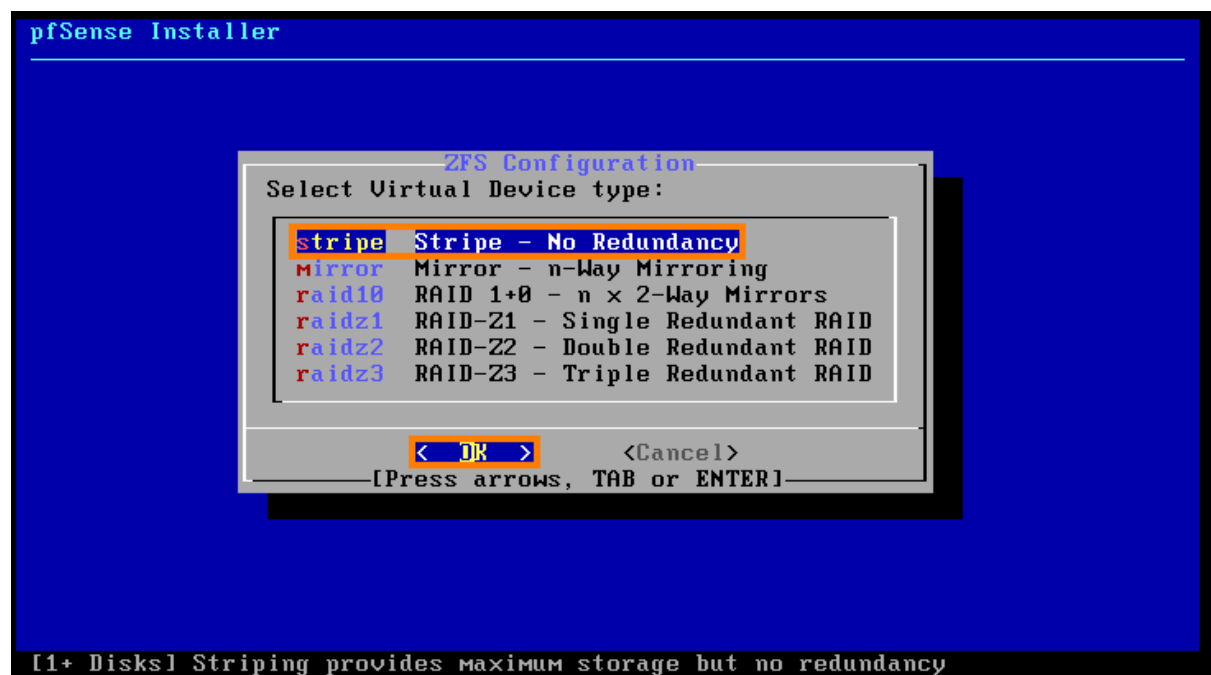 pfSense Installer
ZFS Configuration
Select Virtual Device type:
stripe Stripe - No Redundancy
mirror Mirror - n-Way Mirroring
raid10 RAID 1+0 - n x 2-Way Mirrors
raidz1 RAID-Z1 - Single Redundant RAID
raidz2 RAID-Z2 - Double Redundant RAID
raidz3 RAID-Z3 - Triple Redundant RAID
< OK > <Cancel>
[Press arrows, TAB or ENTER]
[1+ Disks] Striping provides maximum storage but no redundancy